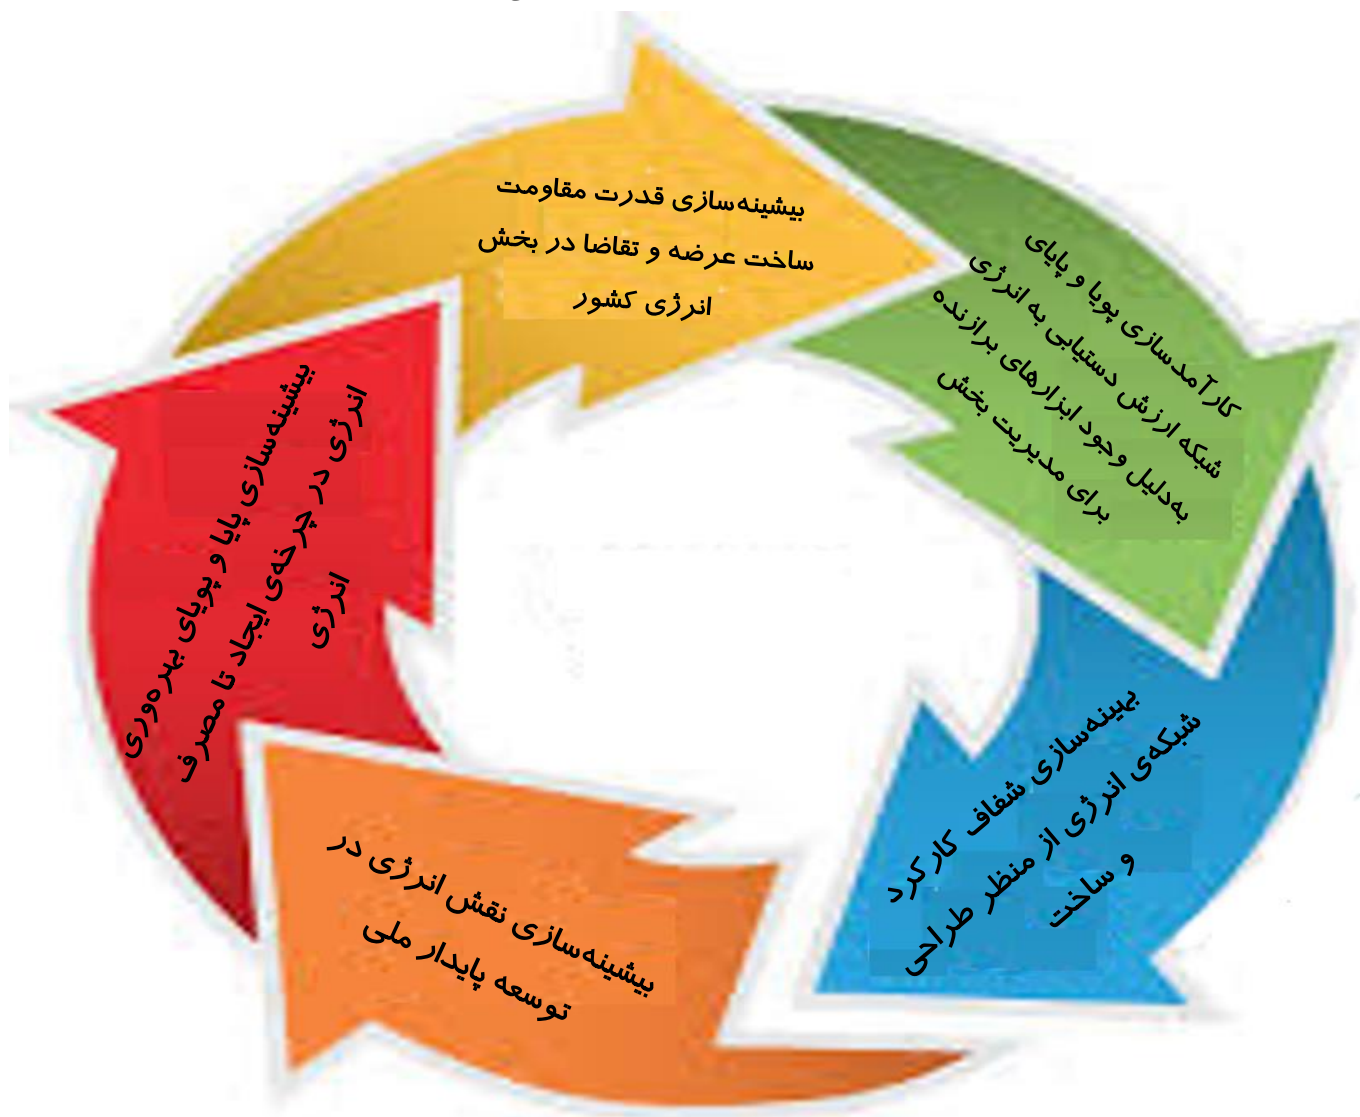 بیشینه‌سازی قدرت مقاومت
ساخت عرضه و تقاضا در بخش
انرژی کشور
کارآمدسازی پویا و پایای
شبکه ارزش دستیابی به انرژی
به‌دلیل وجود ابزارهای برازنده
برای مدیریت بخش
بهینه‌سازی شفاف کارکرد
شبکه‌ی انرژی از منظر طراحی
و ساخت
بیشینه‌سازی نقش انرژی در
توسعه پایدار ملی
بیشینه‌سازی پایا و پویای بهره‌وری
انرژی در چرخه‌ی ایجاد تا مصرف
انرژی